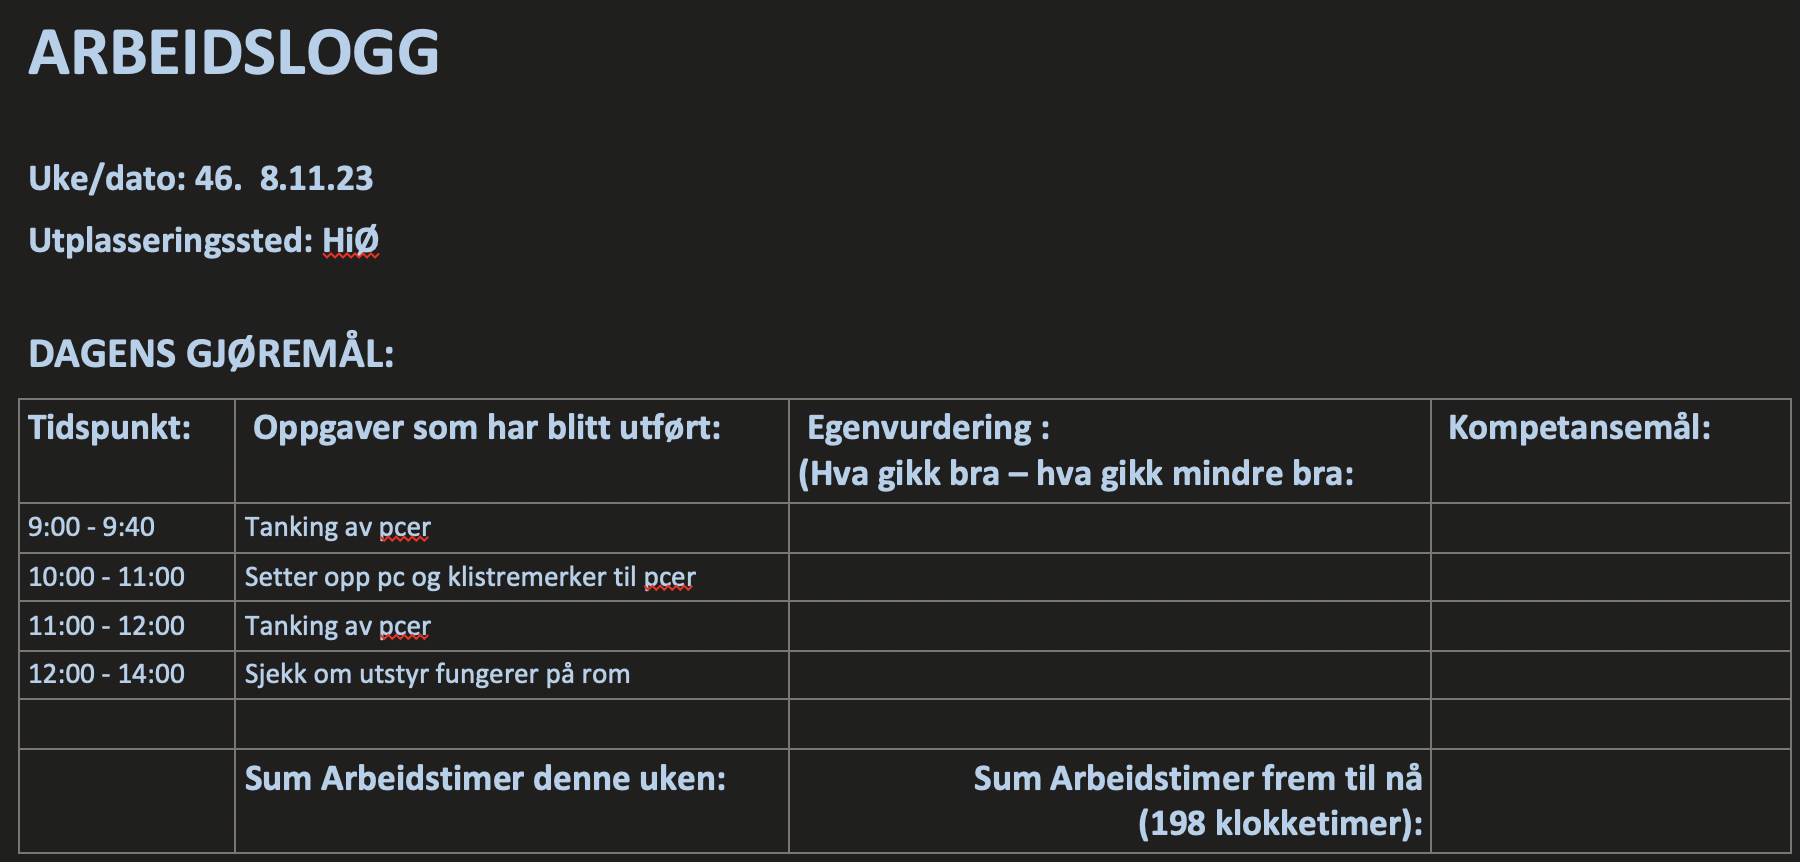 ARBEIDSLOGG
Uke/dato: 46.  8.11.23
Utplasseringssted: HiØ
DAGENS GJØREMÅL:
Tidspunkt: Oppgaver som har blitt utført: Egenvurdering : Kompetansemål:
(Hva gikk bra – hva gikk mindre bra:
9:00 - 9:40 Tanking av pcer
10:00 - 11:00 Setter opp pc og klistremerker til pcer
11:00 - 12:00 Tanking av pcer
12:00 - 14:00 Sjekk om utstyr fungerer på rom
Sum Arbeidstimer denne uken: Sum Arbeidstimer frem til nå
(198 klokketimer):